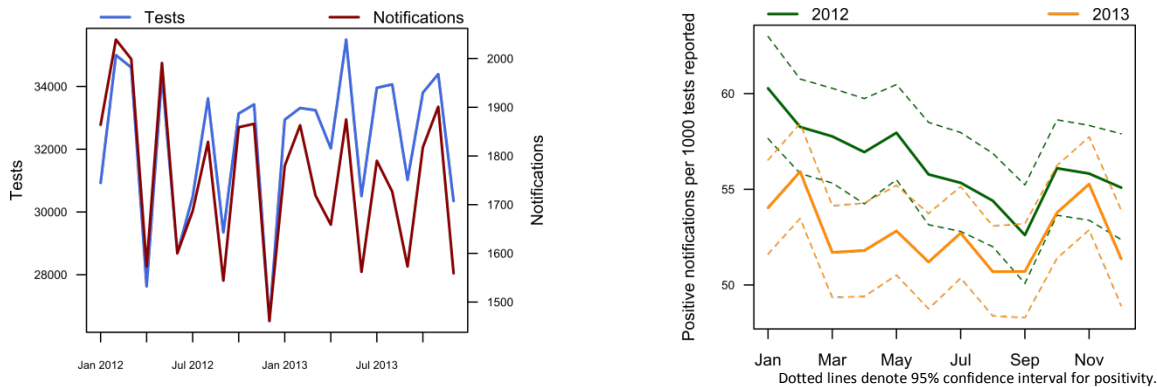 Tests Notifications
Tests
34000
32000
30000
28000
2000
1900
1800
1700
1600
1500
Notifications
Jan 2012 Jul 2012 Jan 2013 Jul 2013
2012 2013
Positive notifications per 1000 tests reported
60
55
50
Jan Mar May Jul Sep Nov
Dotted lines denote 95% confidence interval for positivity.